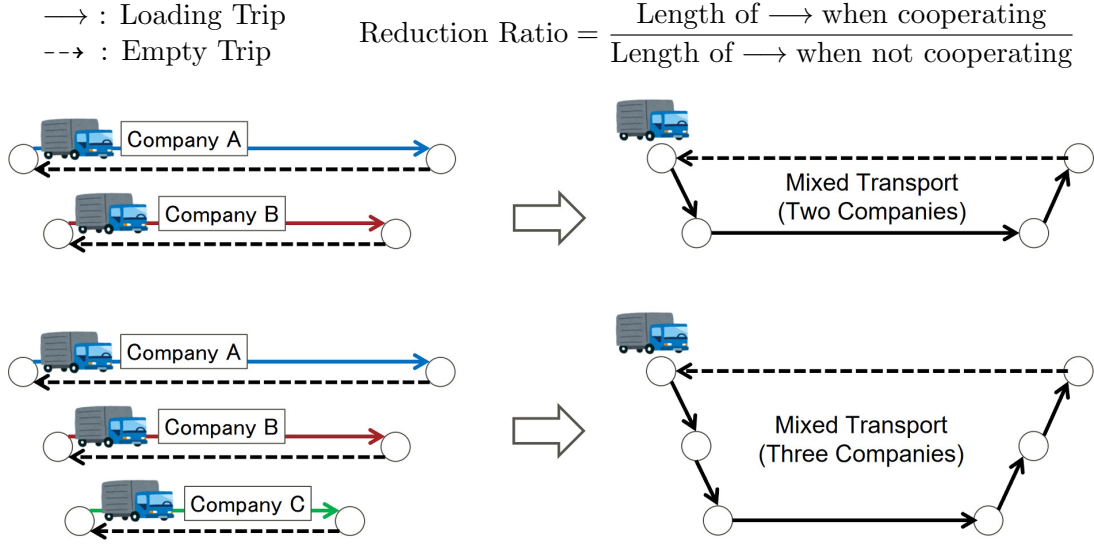 ⟶ : Loading Trip
⇢ : Empty Trip
Reduction Ratio = Length of ⟶ when cooperating / Length of ⟶ when not cooperating
Company A
Company B
Mixed Transport
(Two Companies)
Company A
Company B
Company C
Mixed Transport
(Three Companies)